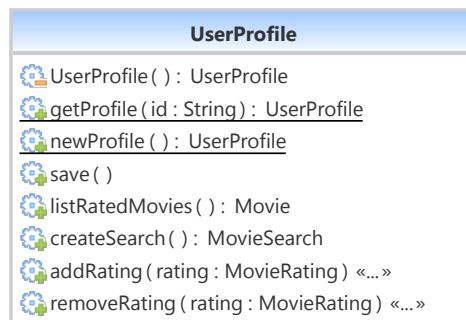 UserProfile
UserProfile ( ) : UserProfile
getProfile ( id : String ) : UserProfile
newProfile ( ) : UserProfile
save ( )
listRatedMovies ( ) : Movie
createSearch ( ) : MovieSearch
addRating ( rating : MovieRating ) «...»
removeRating ( rating : MovieRating ) «...»